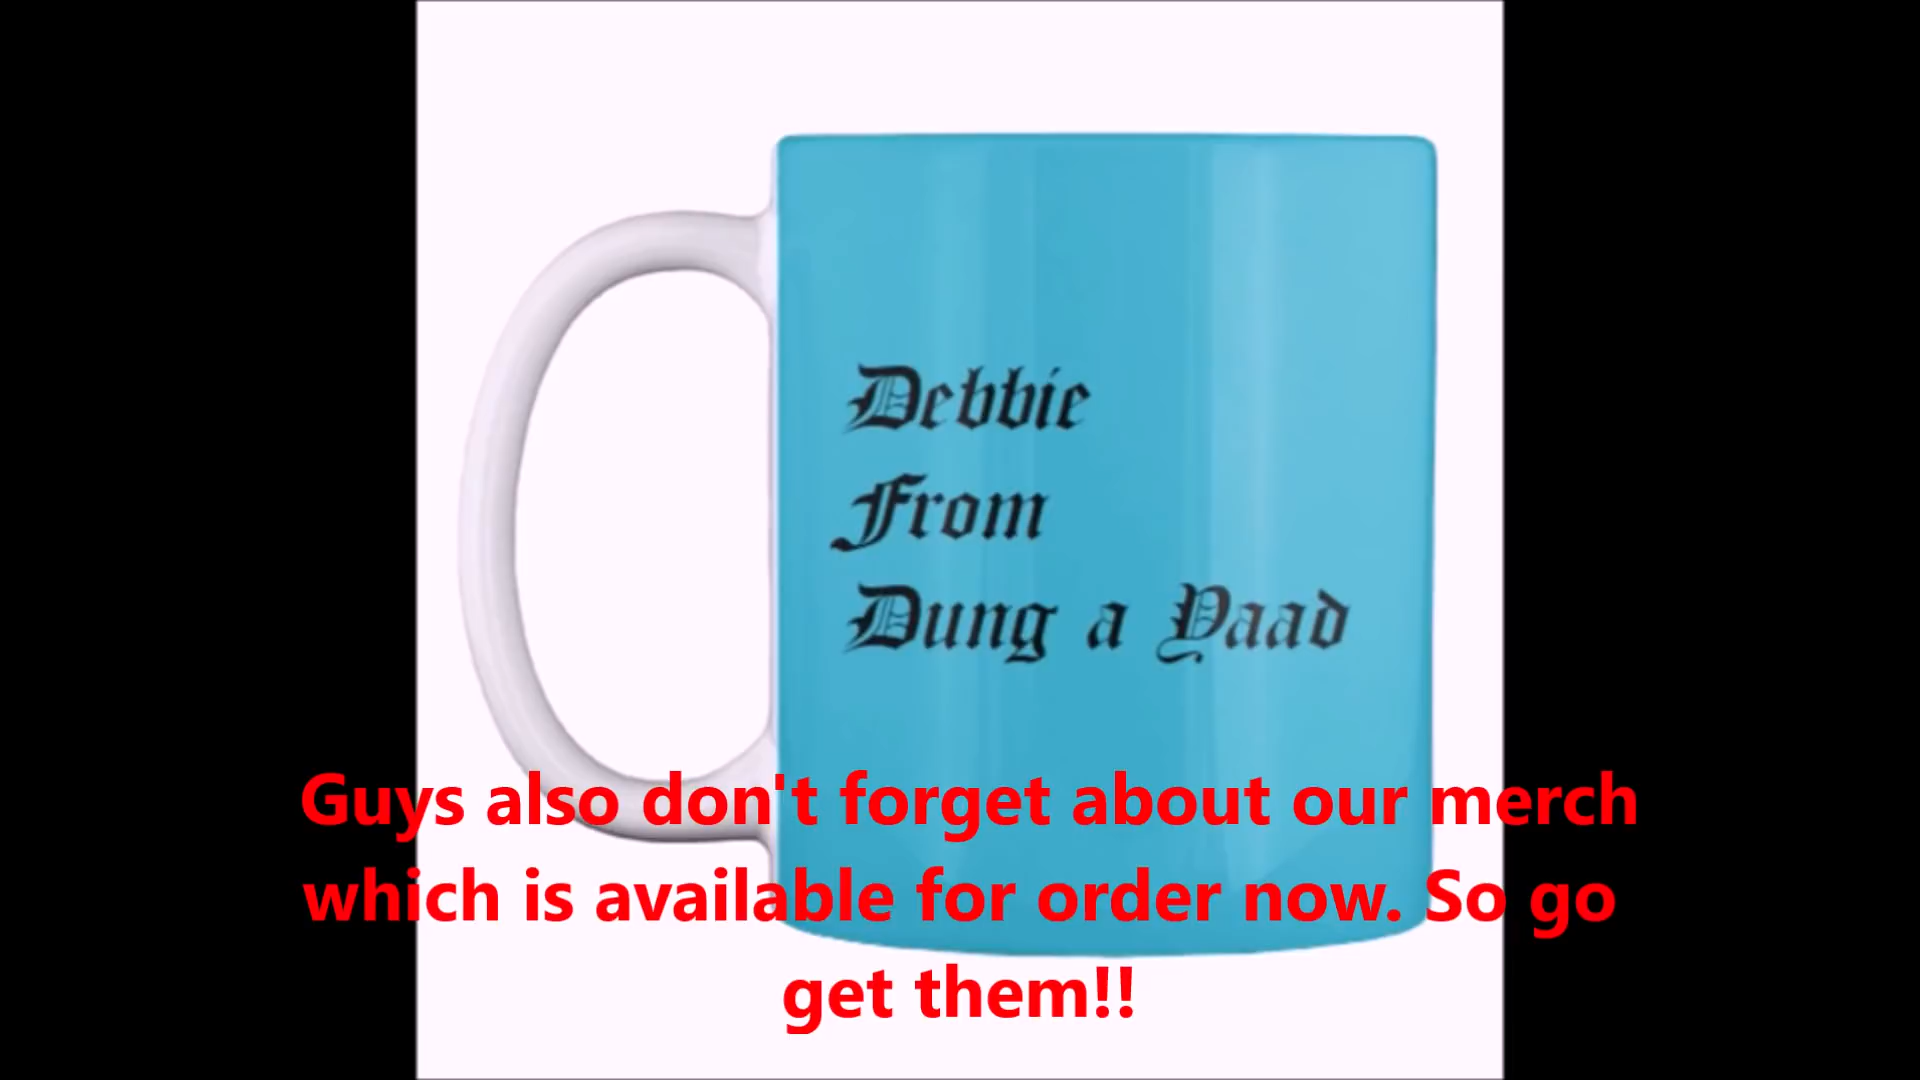 Debbie
From
Dung a Yaad
Guys also don't forget about our merch
which is available for order now. So go
get them!!